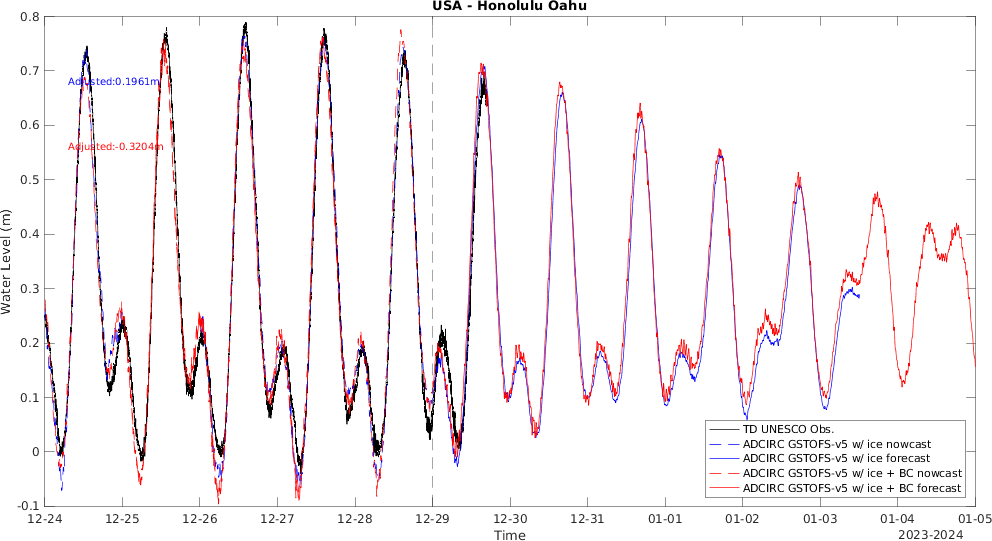 USA - Honolulu Oahu
0.8
0.7
0.6
0.5
0.4
0.3
0.2
0.1
0
-0.1
Water Level (m)
Adjusted:0.1961m
Adjusted:-0.3204m
TD UNESCO Obs.
ADCIRC GSTOFS-v5 w/ ice nowcast
ADCIRC GSTOFS-v5 w/ ice forecast
ADCIRC GSTOFS-v5 w/ ice + BC nowcast
ADCIRC GSTOFS-v5 w/ ice + BC forecast
12-24 12-25 12-26 12-27 12-28 12-29 12-30 12-31 01-01 01-02 01-03 01-04 01-05
Time
2023-2024